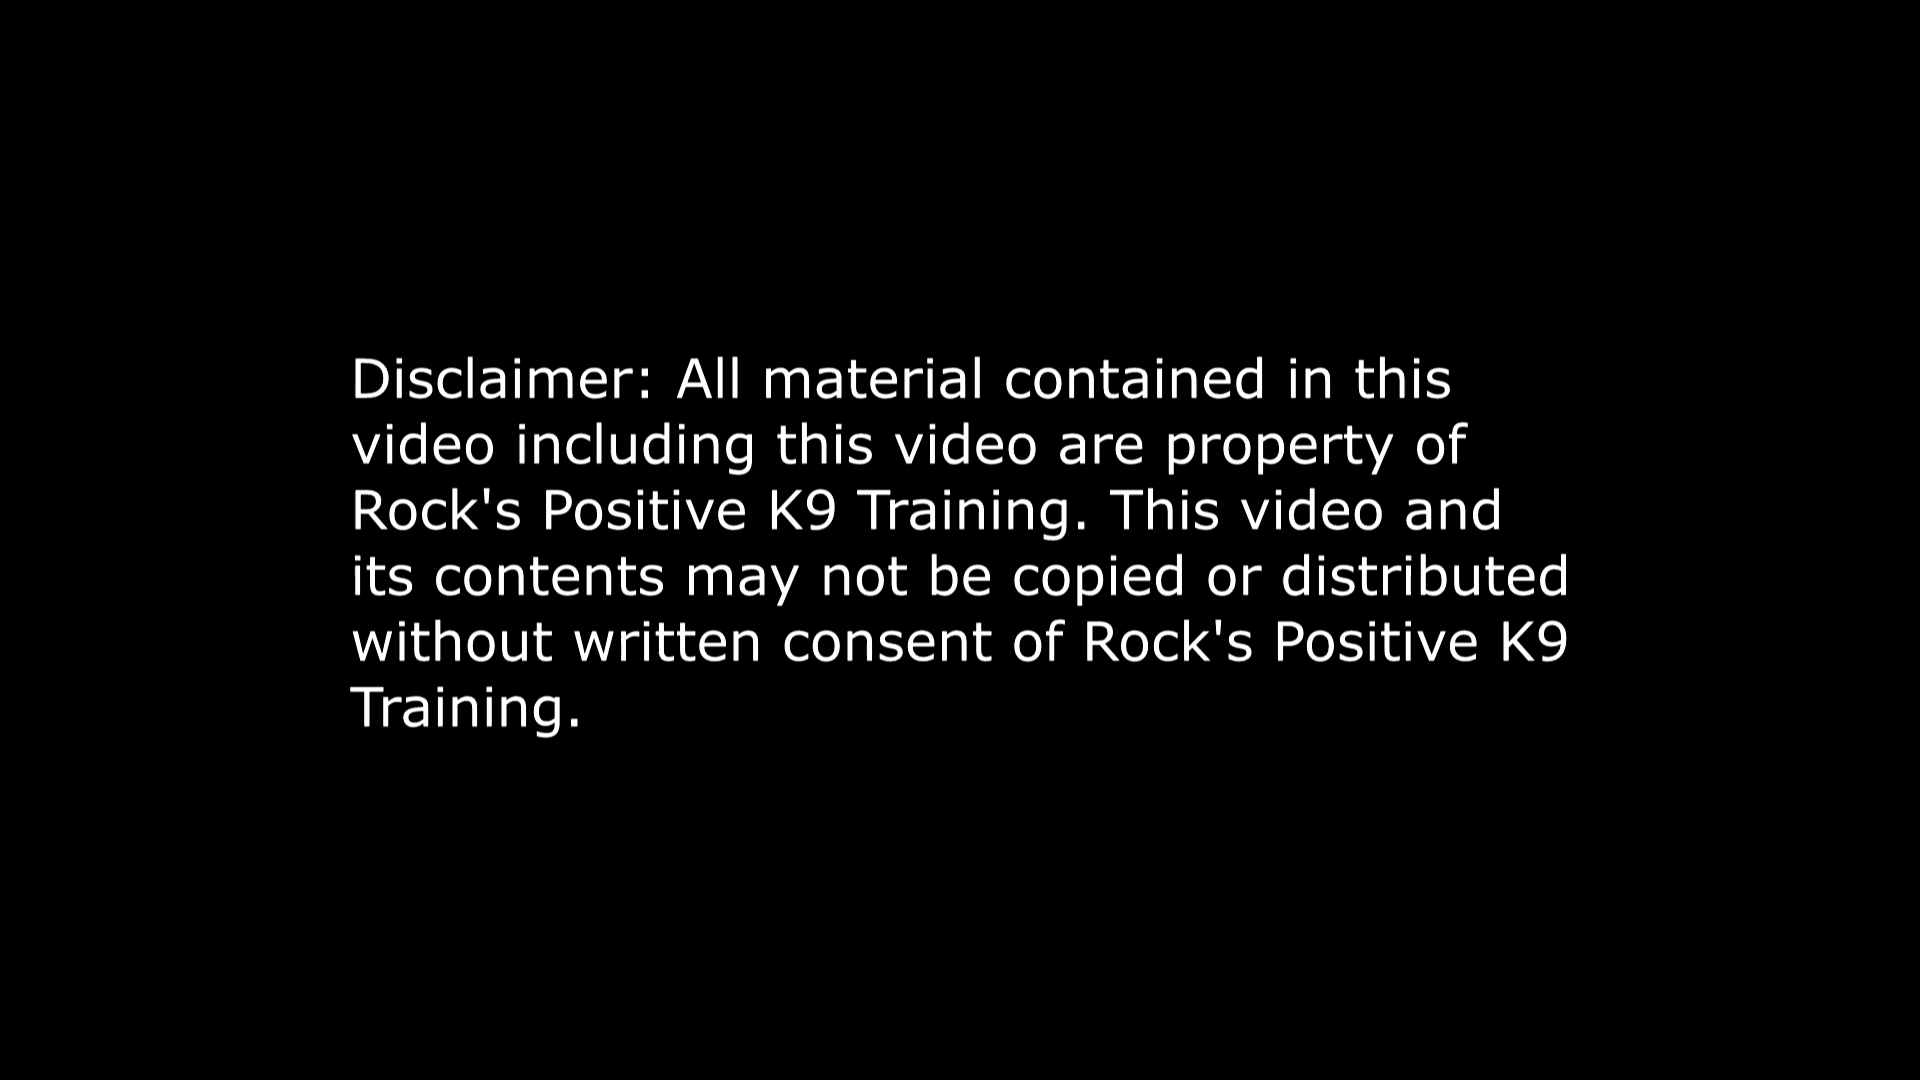 Disclaimer: All material contained in this
video including this video are property of
Rock's Positive K9 Training. This video and
its contents may not be copied or distributed
without written consent of Rock's Positive K9
Training.